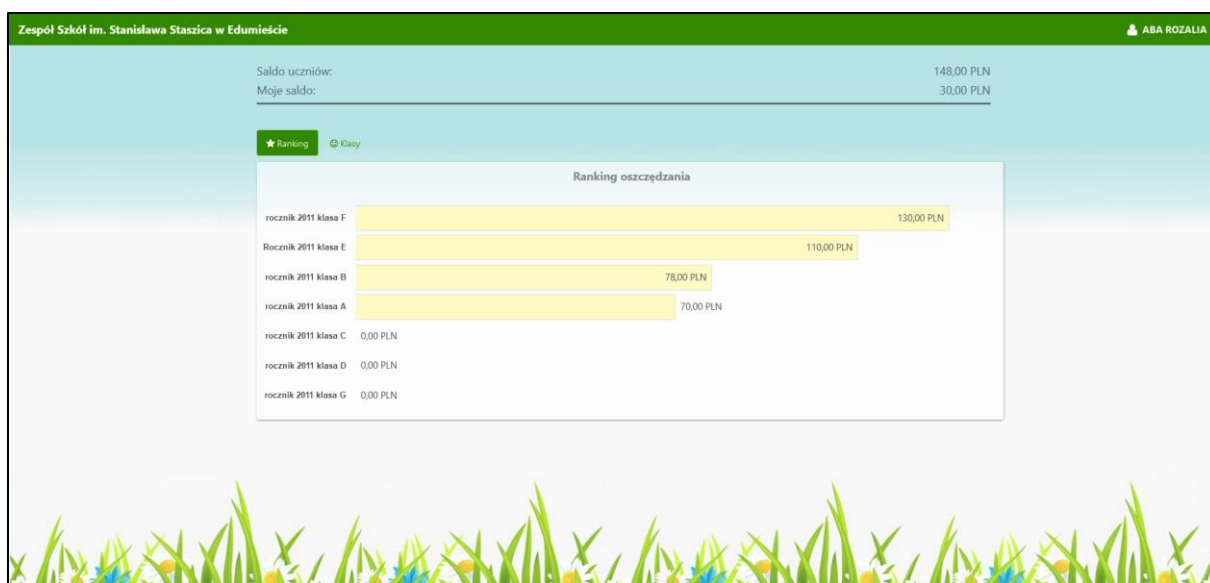 Zespół Szkół im. Stanisława Staszica w Edumieście ABA ROZALIA
Saldo uczniów: 148,00 PLN
Moje saldo: 30,00 PLN
Ranking Klasy
Ranking oszczędzania
rocznik 2011 klasa F 130,00 PLN
Rocznik 2011 klasa E 110,00 PLN
rocznik 2011 klasa B 78,00 PLN
rocznik 2011 klasa A 70,00 PLN
rocznik 2011 klasa C 0,00 PLN
rocznik 2011 klasa D 0,00 PLN
rocznik 2011 klasa G 0,00 PLN